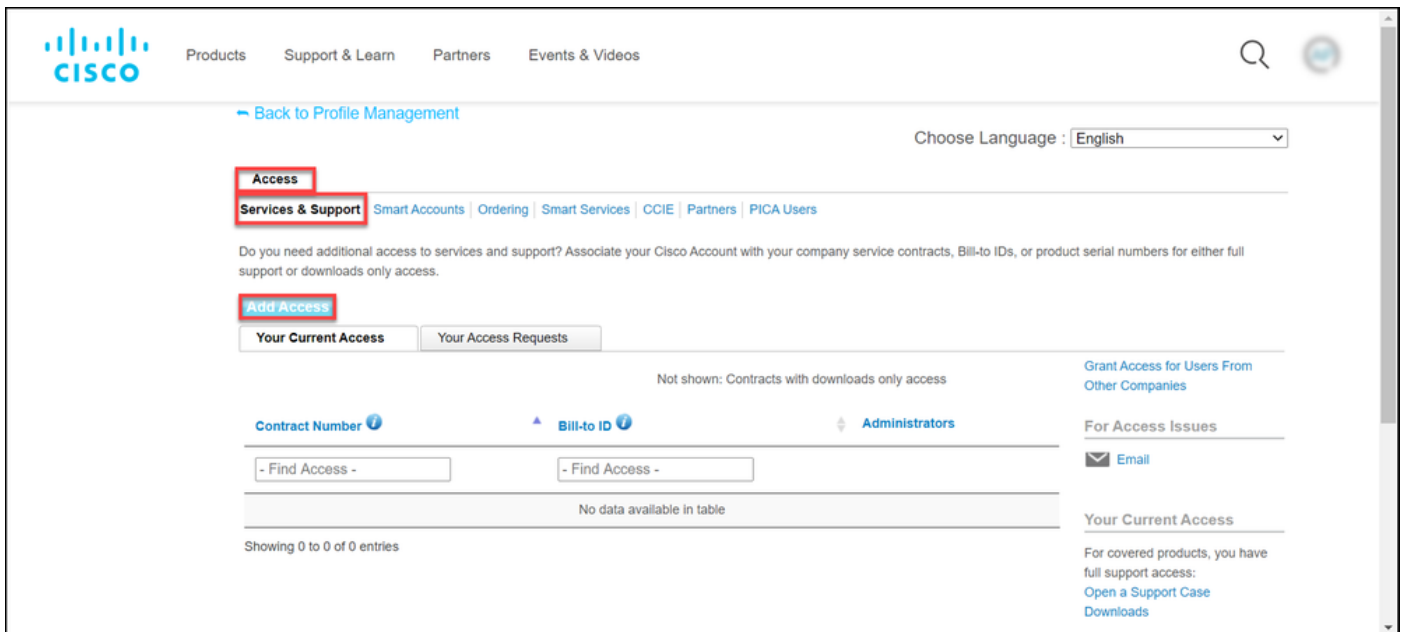 CISCO
Products Support & Learn Partners Events & Videos
Back to Profile Management
Choose Language : English
Access
Services & Support Smart Accounts Ordering Smart Services CCIE Partners PICA Users
Do you need additional access to services and support? Associate your Cisco Account with your company service contracts, Bill-to IDs, or product serial numbers for either full
support or downloads only access.
Add Access
Your Current Access Your Access Requests
Not shown: Contracts with downloads only access
Contract Number Bill-to ID Administrators
- Find Access - - Find Access -
No data available in table
Showing 0 to 0 of 0 entries
Grant Access for Users From
Other Companies
For Access Issues
Email
Your Current Access
For covered products, you have
full support access:
Open a Support Case
Downloads